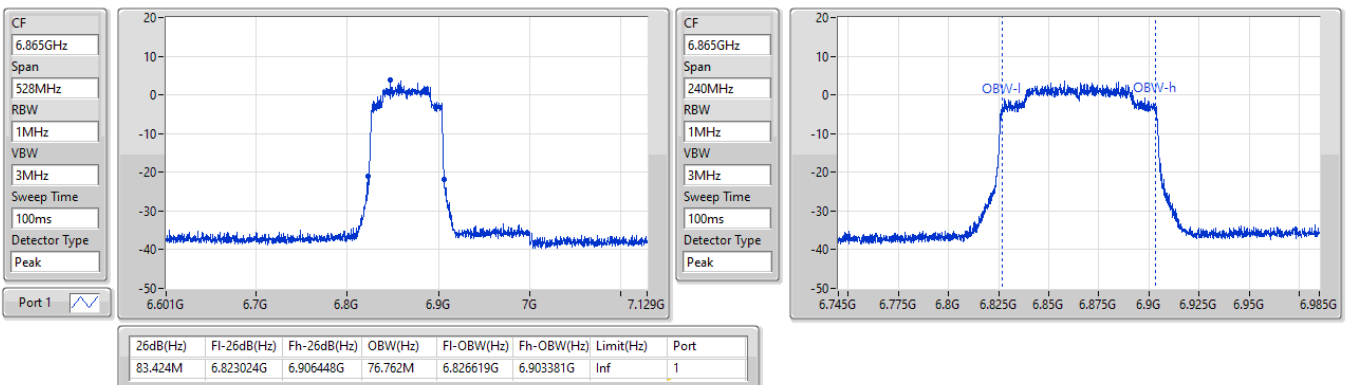 CF
6.865GHz
Span
528MHz
RBW
1MHz
VBW
3MHz
Sweep Time
100ms
Detector Type
Peak
Port 1
20
10
0
-10
-20
-30
-40
-50
6.601G 6.7G 6.8G 6.9G 7G 7.129G
CF
6.865GHz
Span
240MHz
RBW
1MHz
VBW
3MHz
Sweep Time
100ms
Detector Type
Peak
20
10
0
-10
-20
-30
-40
-50
OBW-l OBW-h
6.745G 6.775G 6.8G 6.825G 6.85G 6.875G 6.9G 6.925G 6.95G 6.985G
26dB(Hz) Fl-26dB(Hz) Fh-26dB(Hz) OBW(Hz) Fl-OBW(Hz) Fh-OBW(Hz) Limit(Hz) Port
83.424M 6.823024G 6.906448G 76.762M 6.826619G 6.903381G Inf 1